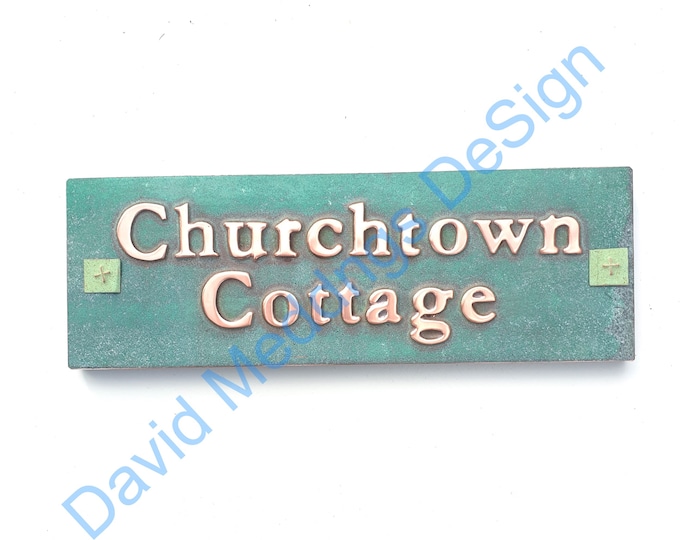 Churchtown
Cottage
David Meddings DeSign